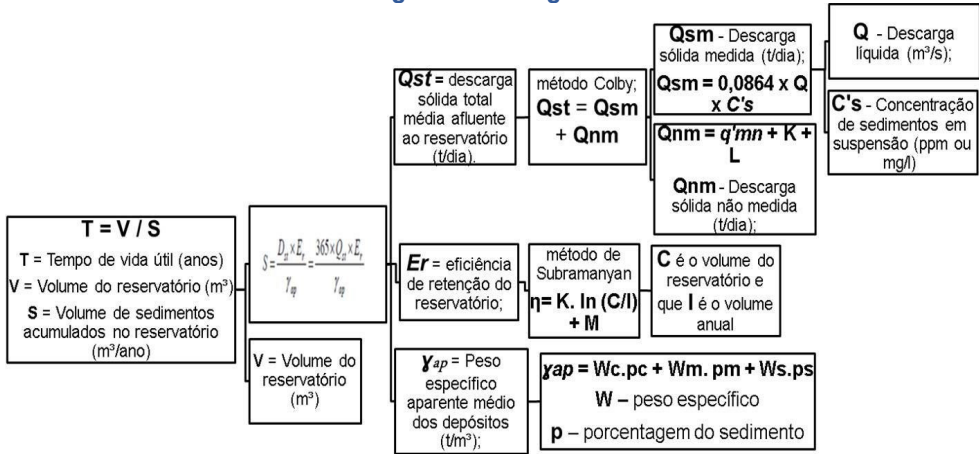 T = V / S
T = Tempo de vida útil (anos)
V = Volume do reservatório (m³)
S = Volume de sedimentos
acumulados no reservatório
(m³/ano)
S = Dst × Er / γap = 365 × Qst × Er / γap
V = Volume do
reservatório
(m³)
Qst = descarga
sólida total
média afluente
ao reservatório
(t/dia).
método Colby;
Qst = Qsm
+ Qnm
Qsm - Descarga
sólida medida (t/dia);
Qsm = 0,0864 x Q
x C's
Q - Descarga
líquida (m³/s);
C's - Concentração
de sedimentos em
suspensão (ppm ou
mg/l)
Qnm = q'mn + K +
L
Qnm - Descarga
sólida não medida
(t/dia);
Er = eficiência
de retenção do
reservatório;
método de
Subramanyan
η= K. ln (C/I)
+ M
C é o volume do
reservatório e
que I é o volume
anual
Ɣap = Peso
específico
aparente médio
dos depósitos
(t/m³);
ɣap = Wc.pc + Wm. pm + Ws.ps
W – peso específico
p – porcentagem do sedimento